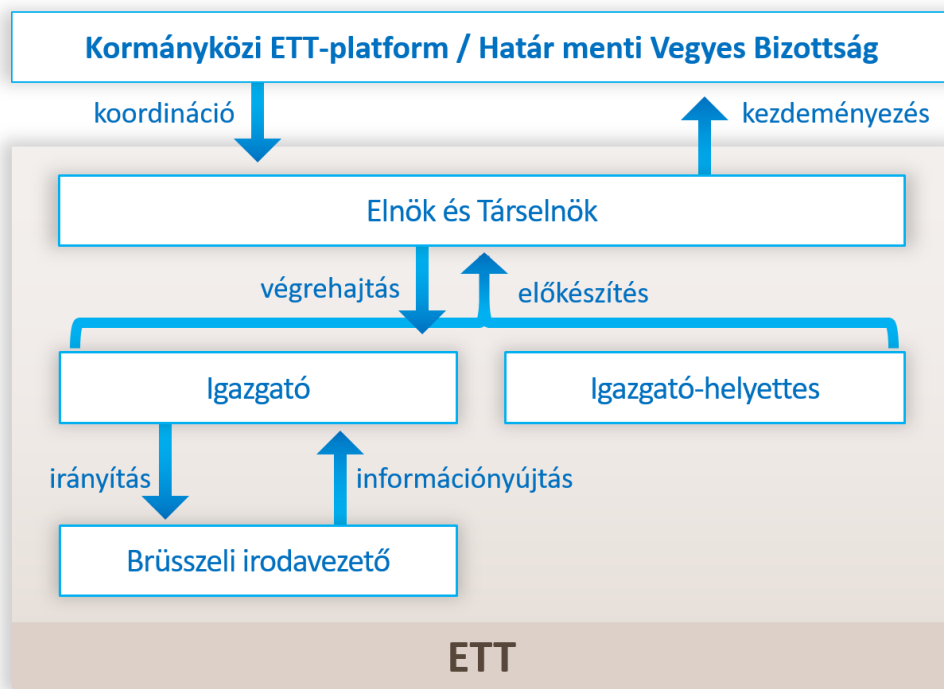 Kormányközi ETT-platform / Határ menti Vegyes Bizottság
koordináció
kezdeményezés
Elnök és Társelnök
végrehajtás
előkészítés
Igazgató
Igazgató-helyettes
irányítás
információnyújtás
Brüsszeli irodavezető
ETT